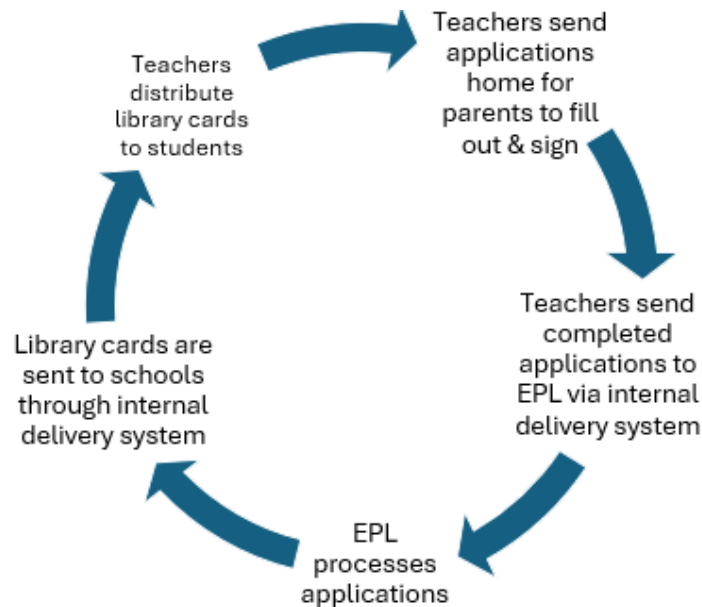 Teachers send
applications
home for
parents to fill
out & sign
Teachers send
completed
applications to
EPL via internal
delivery system
EPL
processes
applications
Library cards are
sent to schools
through internal
delivery system
Teachers
distribute
library cards
to students